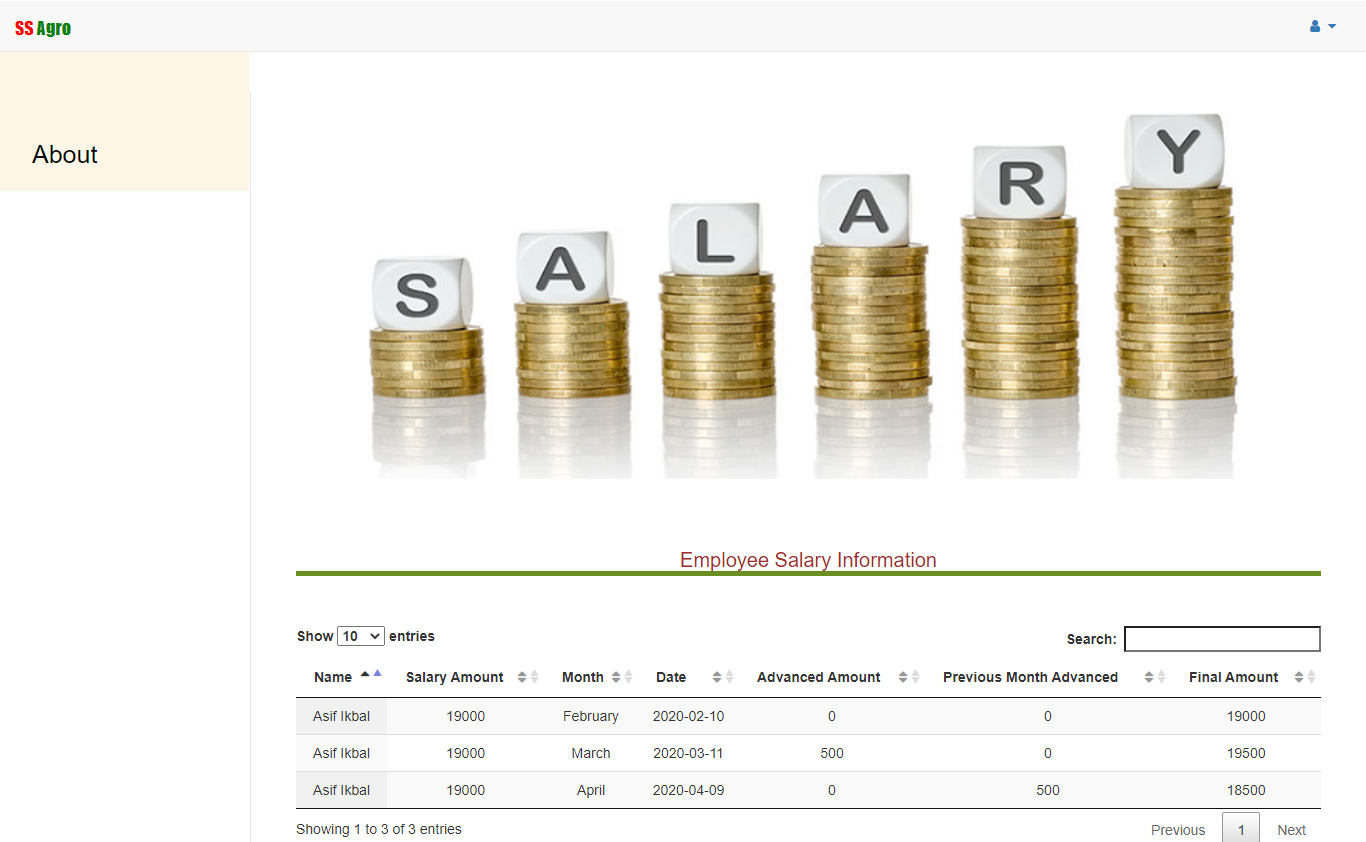 SS Agro
About
S A L A R Y
Employee Salary Information
Show 10 entries
Search:
Name Salary Amount Month Date Advanced Amount Previous Month Advanced Final Amount
Asif Ikbal 19000 February 2020-02-10 0 0 19000
Asif Ikbal 19000 March 2020-03-11 500 0 19500
Asif Ikbal 19000 April 2020-04-09 0 500 18500
Showing 1 to 3 of 3 entries
Previous 1 Next